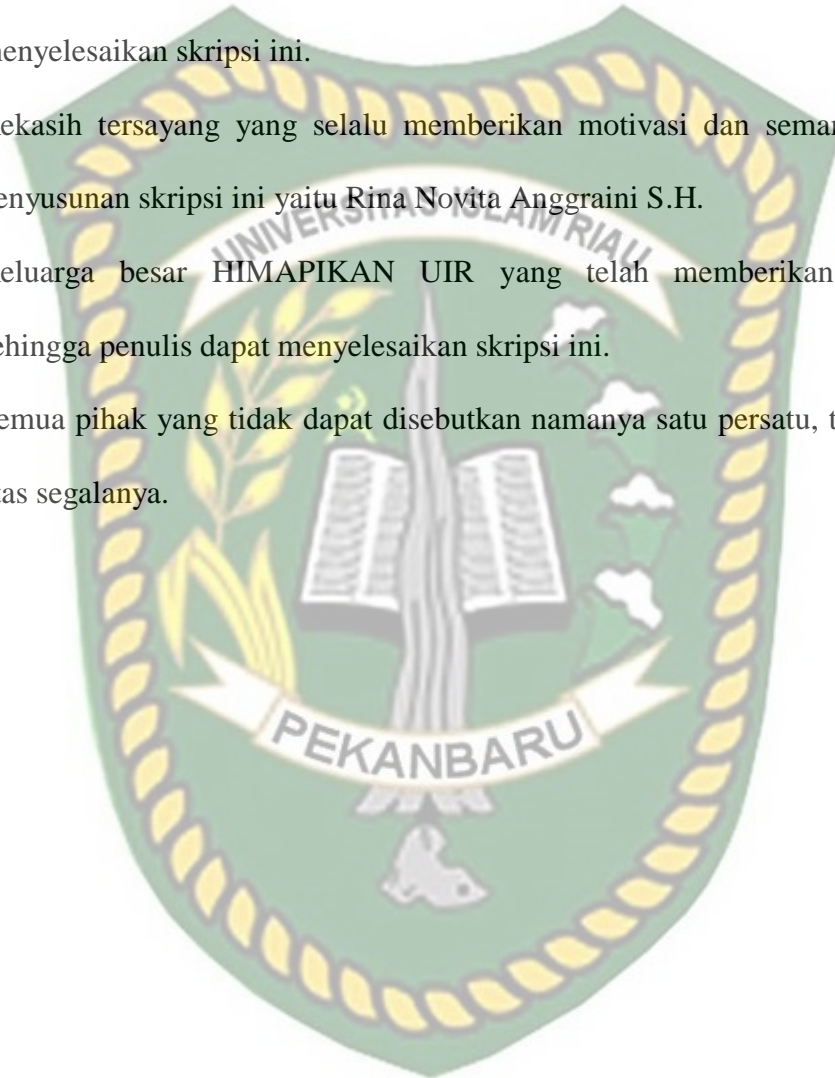 menyelesaikan skripsi ini.
ekasih tersayang yang selalu memberikan motivasi dan semar
enyusunan skripsi ini yaitu Rina Novita Anggraini S.H.
UNIVERSITAS ISLAM RIAU
eluarga besar HIMAPIKAN UIR yang telah memberikan
ehingga penulis dapat menyelesaikan skripsi ini.
emua pihak yang tidak dapat disebutkan namanya satu persatu, t
tas segalanya.
PEKANBARU